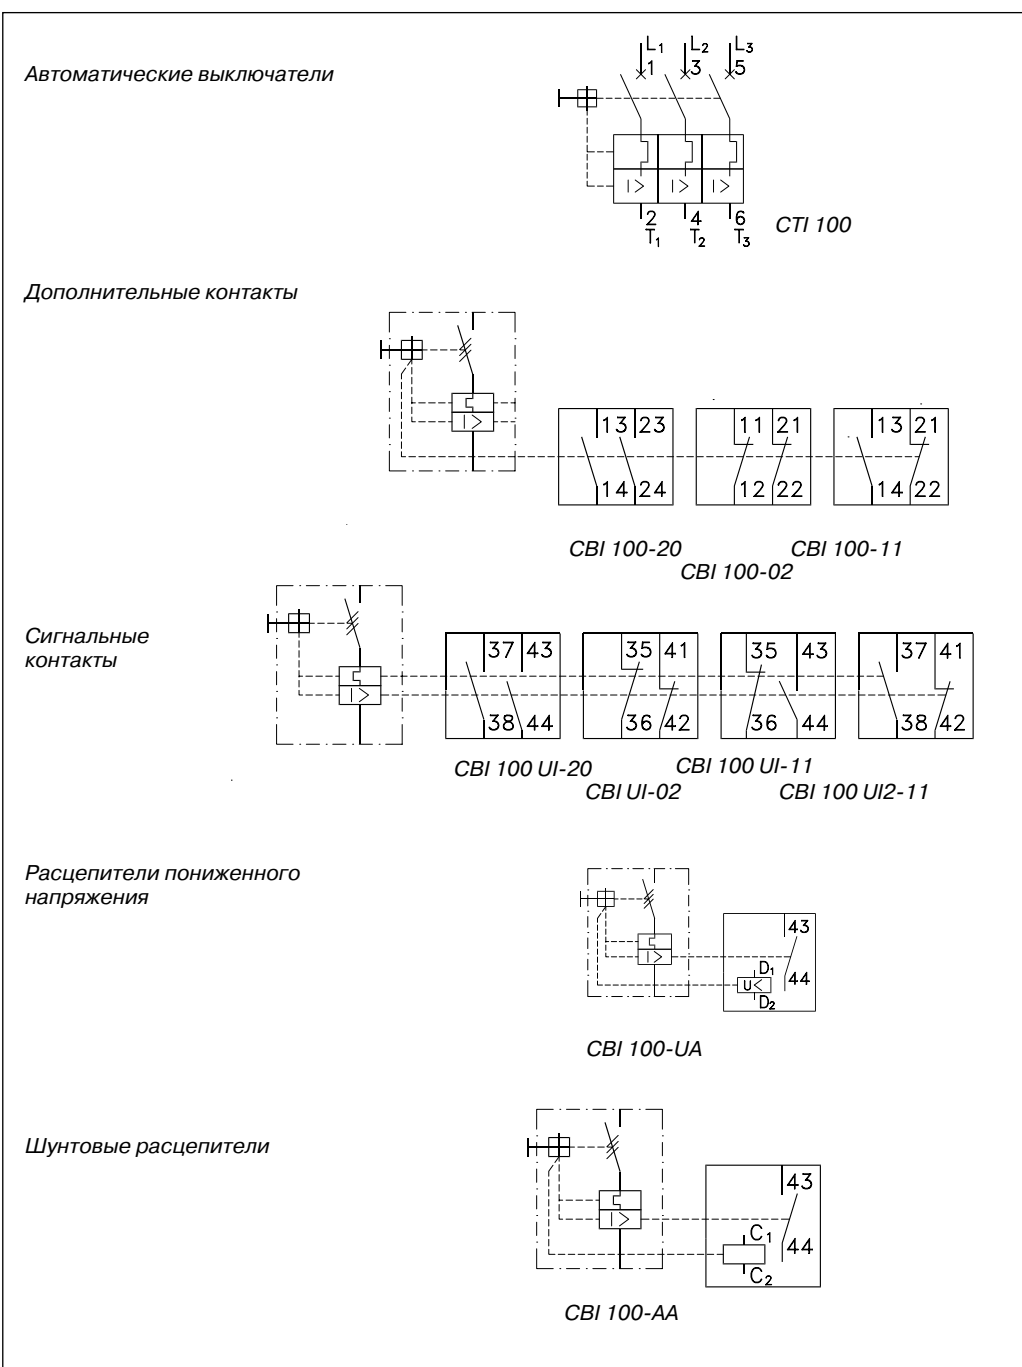 Автоматические выключатели
L1 L2 L3
1 3 5
I> I> I>
2 4 6
T1 T2 T3
CTI 100
Дополнительные контакты
I>
13 23 11 21 13 21
14 24 12 22 14 22
CBI 100-20 CBI 100-11
CBI 100-02
Сигнальные
контакты
37 43 35 41 35 43 37 41
I>
38 44 36 42 36 44 38 42
CBI 100 UI-20 CBI 100 UI-11
CBI UI-02 CBI 100 UI2-11
Расцепители пониженного
напряжения
43
I>
D1
44
U<
D2
CBI 100-UA
Шунтовые расцепители
43
I>
C1
44
C2
CBI 100-AA